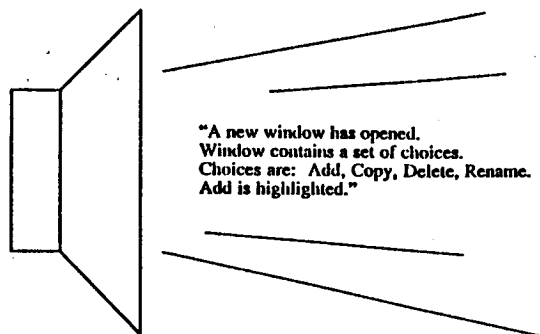 “A new window has opened.
Window contains a set of choices.
Choices are: Add, Copy, Delete, Rename.
Add is highlighted.”